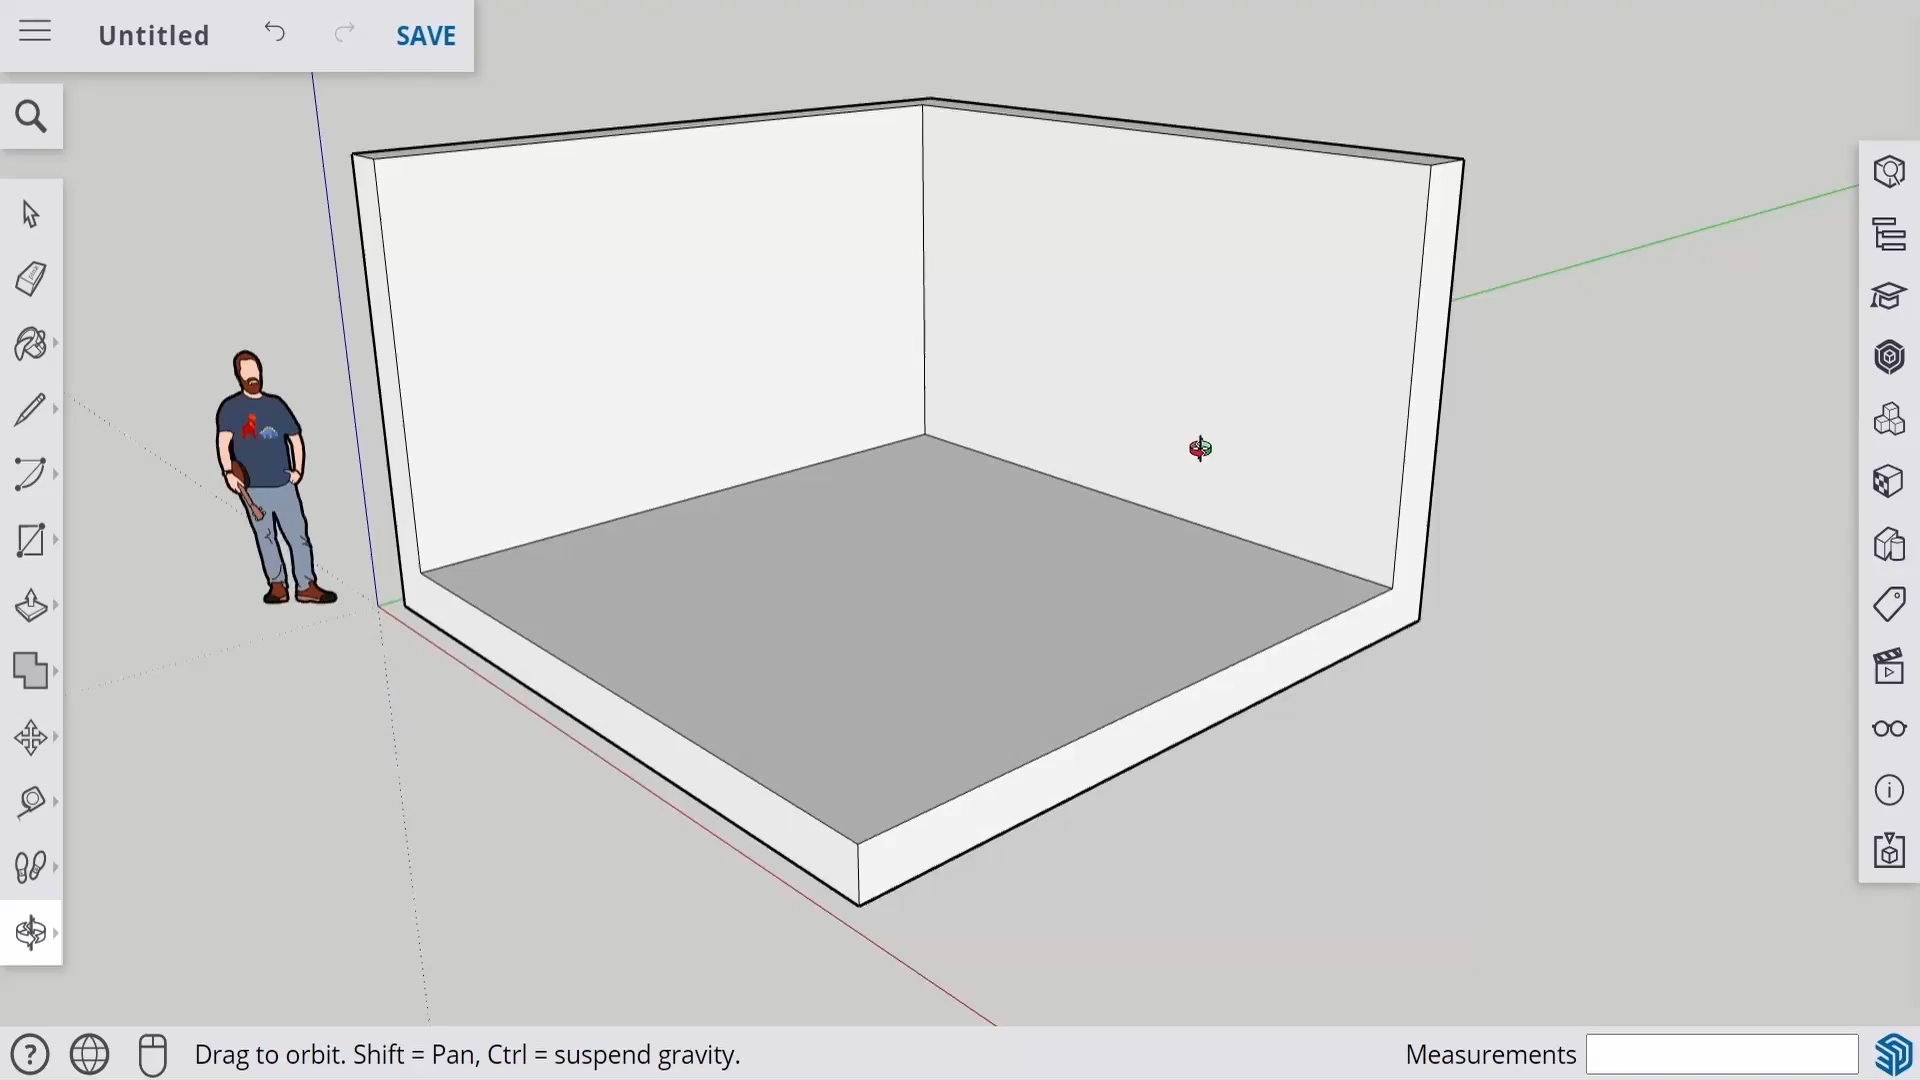 Untitled
SAVE
?
Drag to orbit. Shift = Pan, Ctrl = suspend gravity.
Measurements